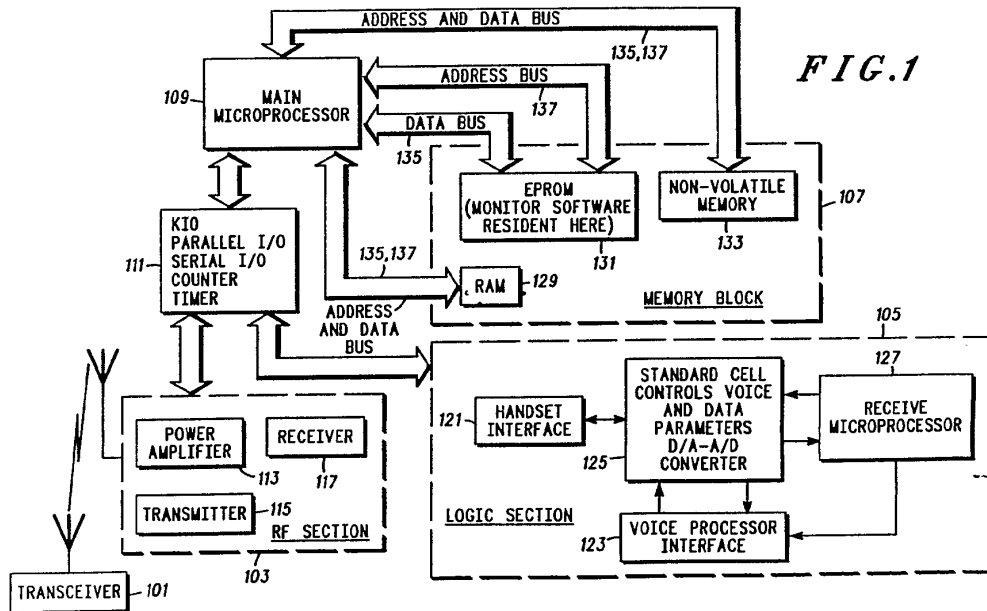 ADDRESS AND DATA BUS
135,137
FIG.1
109
MAIN
MICROPROCESSOR
ADDRESS BUS
137
DATA BUS
135
EPROM
(MONITOR SOFTWARE
RESIDENT HERE)
131
NON-VOLATILE
MEMORY
133
107
111
KIO
PARALLEL I/O
SERIAL I/O
COUNTER
TIMER
135,137
RAM
129
MEMORY BLOCK
ADDRESS
AND DATA
BUS
105
127
121
HANDSET
INTERFACE
STANDARD CELL
CONTROLS VOICE
AND DATA
PARAMETERS
D/A-A/D
CONVERTER
125
RECEIVE
MICROPROCESSOR
POWER
AMPLIFIER
113
RECEIVER
117
TRANSMITTER
115
RF SECTION
103
LOGIC SECTION
123
VOICE PROCESSOR
INTERFACE
TRANSCEIVER
101